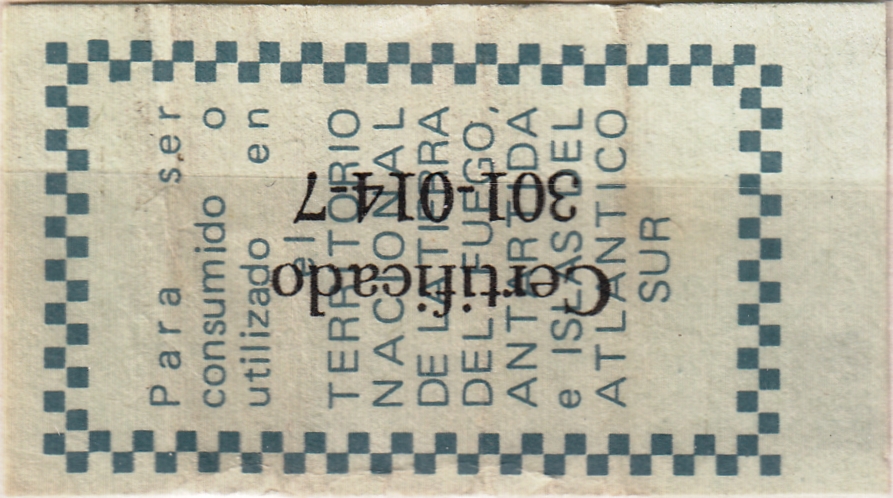 Para ser
consumido o
utilizado en
el
TERRITORIO
NACIONAL
DE LA TIERRA
DEL FUEGO,
ANTARTIDA
e ISLAS DEL
ATLANTICO
SUR
Certificado
301-014-7